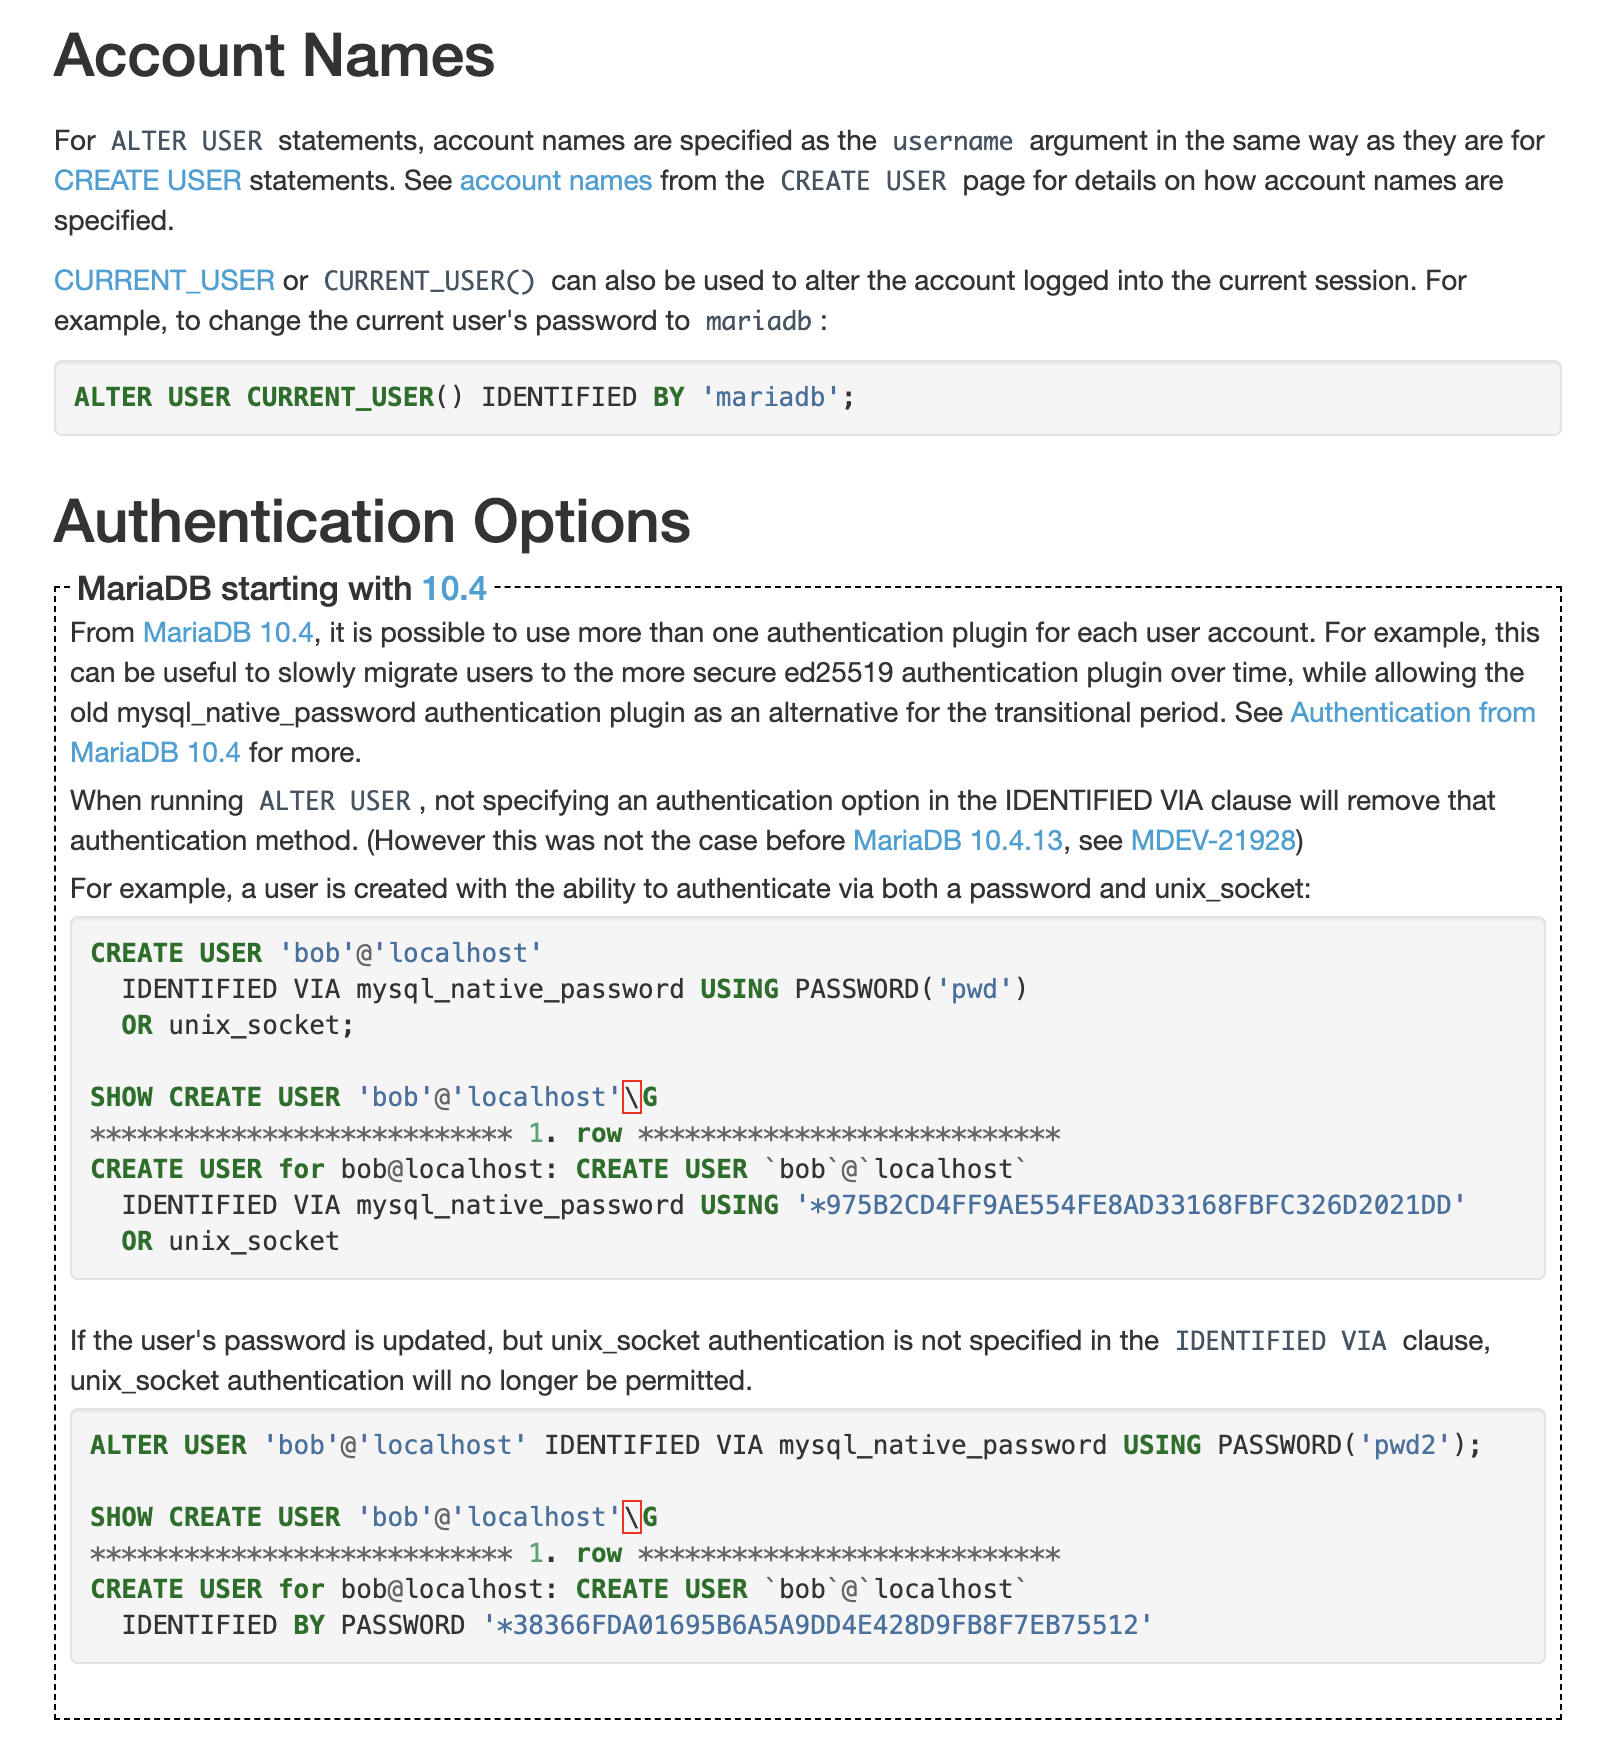 Account Names
For ALTER USER statements, account names are specified as the username argument in the same way as they are for
CREATE USER statements. See account names from the CREATE USER page for details on how account names are
specified.
CURRENT_USER or CURRENT_USER() can also be used to alter the account logged into the current session. For
example, to change the current user's password to mariadb :
ALTER USER CURRENT_USER() IDENTIFIED BY 'mariadb';
Authentication Options
MariaDB starting with 10.4
From MariaDB 10.4, it is possible to use more than one authentication plugin for each user account. For example, this
can be useful to slowly migrate users to the more secure ed25519 authentication plugin over time, while allowing the
old mysql_native_password authentication plugin as an alternative for the transitional period. See Authentication from
MariaDB 10.4 for more.
When running ALTER USER , not specifying an authentication option in the IDENTIFIED VIA clause will remove that
authentication method. (However this was not the case before MariaDB 10.4.13, see MDEV-21928)
For example, a user is created with the ability to authenticate via both a password and unix_socket:
CREATE USER 'bob'@'localhost'
  IDENTIFIED VIA mysql_native_password USING PASSWORD('pwd')
  OR unix_socket;
SHOW CREATE USER 'bob'@'localhost'\G
*************************** 1. row ***************************
CREATE USER for bob@localhost: CREATE USER `bob`@`localhost`
  IDENTIFIED VIA mysql_native_password USING '*975B2CD4FF9AE554FE8AD33168FBFC326D2021DD'
  OR unix_socket
If the user's password is updated, but unix_socket authentication is not specified in the IDENTIFIED VIA clause,
unix_socket authentication will no longer be permitted.
ALTER USER 'bob'@'localhost' IDENTIFIED VIA mysql_native_password USING PASSWORD('pwd2');
SHOW CREATE USER 'bob'@'localhost'\G
*************************** 1. row ***************************
CREATE USER for bob@localhost: CREATE USER `bob`@`localhost`
  IDENTIFIED BY PASSWORD '*38366FDA01695B6A5A9DD4E428D9FB8F7EB75512'